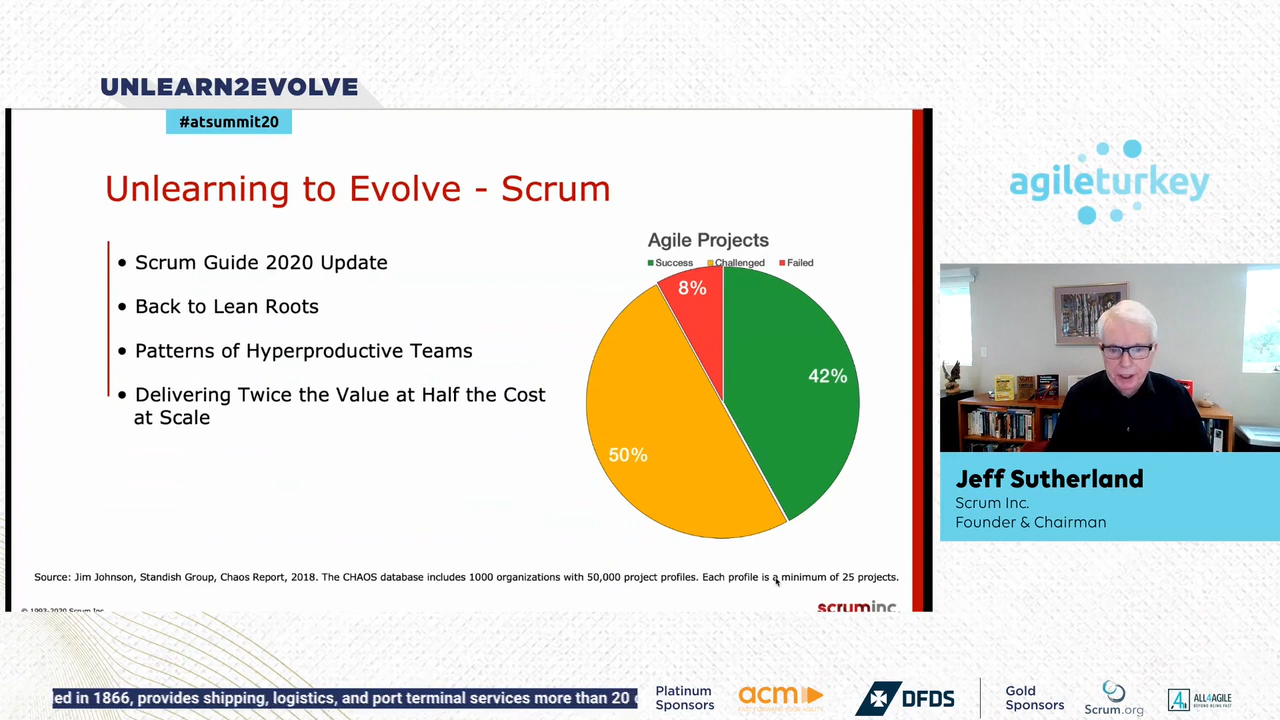 UNLEARN2EVOLVE
#atsummit20
Unlearning to Evolve - Scrum
• Scrum Guide 2020 Update
• Back to Lean Roots
• Patterns of Hyperproductive Teams
• Delivering Twice the Value at Half the Cost
at Scale
Agile Projects
Success Challenged Failed
8%
42%
50%
Source: Jim Johnson, Standish Group, Chaos Report, 2018. The CHAOS database includes 1000 organizations with 50,000 project profiles. Each profile is a minimum of 25 projects.
© 1993-2020 Scrum Inc.
scruminc.
agileturkey
Jeff Sutherland
Scrum Inc.
Founder & Chairman
ed in 1866, provides shipping, logistics, and port terminal services more than 20
Platinum
Sponsors
acm
DFDS
Gold
Sponsors
Scrum.org
ALL4AGILE